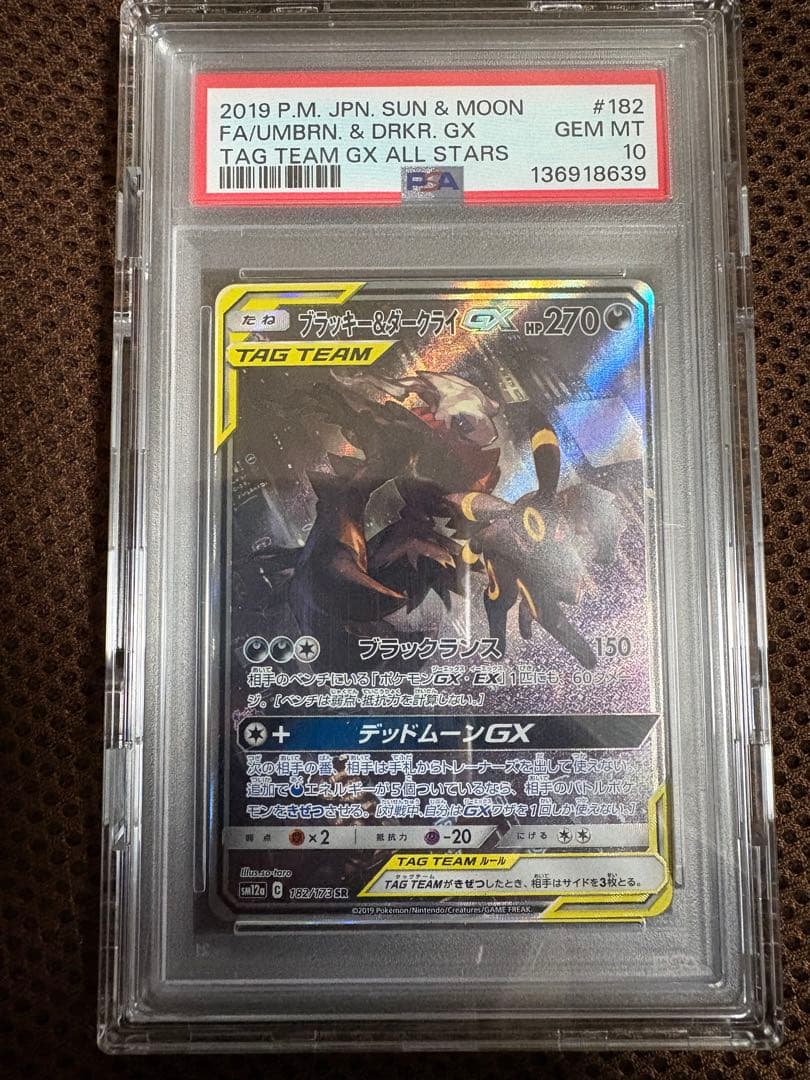 2019 P.M. JPN. SUN & MOON #182
FA/UMBRN. & DRKR. GX GEM MT
TAG TEAM GX ALL STARS 10
PSA 136918639
たね ブラッキー&ダークライGX HP270
TAG TEAM
ブラックランス 150
相手のベンチにいる「ポケモンGX・EX」1匹にも、60ダメー
ジ。[ベンチは弱点・抵抗力を計算しない。]
+ デッドムーンGX
次の相手の番、相手は手札からトレーナーズを出して使えない。
追加でエネルギーが5個ついているなら、相手のバトルポケ
モンをきぜつさせる。[対戦中、自分はGXワザを1回しか使えない。]
弱点 ×2 抵抗力 -20 にげる
Illus. so-taro
TAG TEAM ルール
sm12a C 182/173 SR
TAG TEAMがきぜつしたとき、相手はサイドを3枚とる。
©2019 Pokémon/Nintendo/Creatures/GAME FREAK.